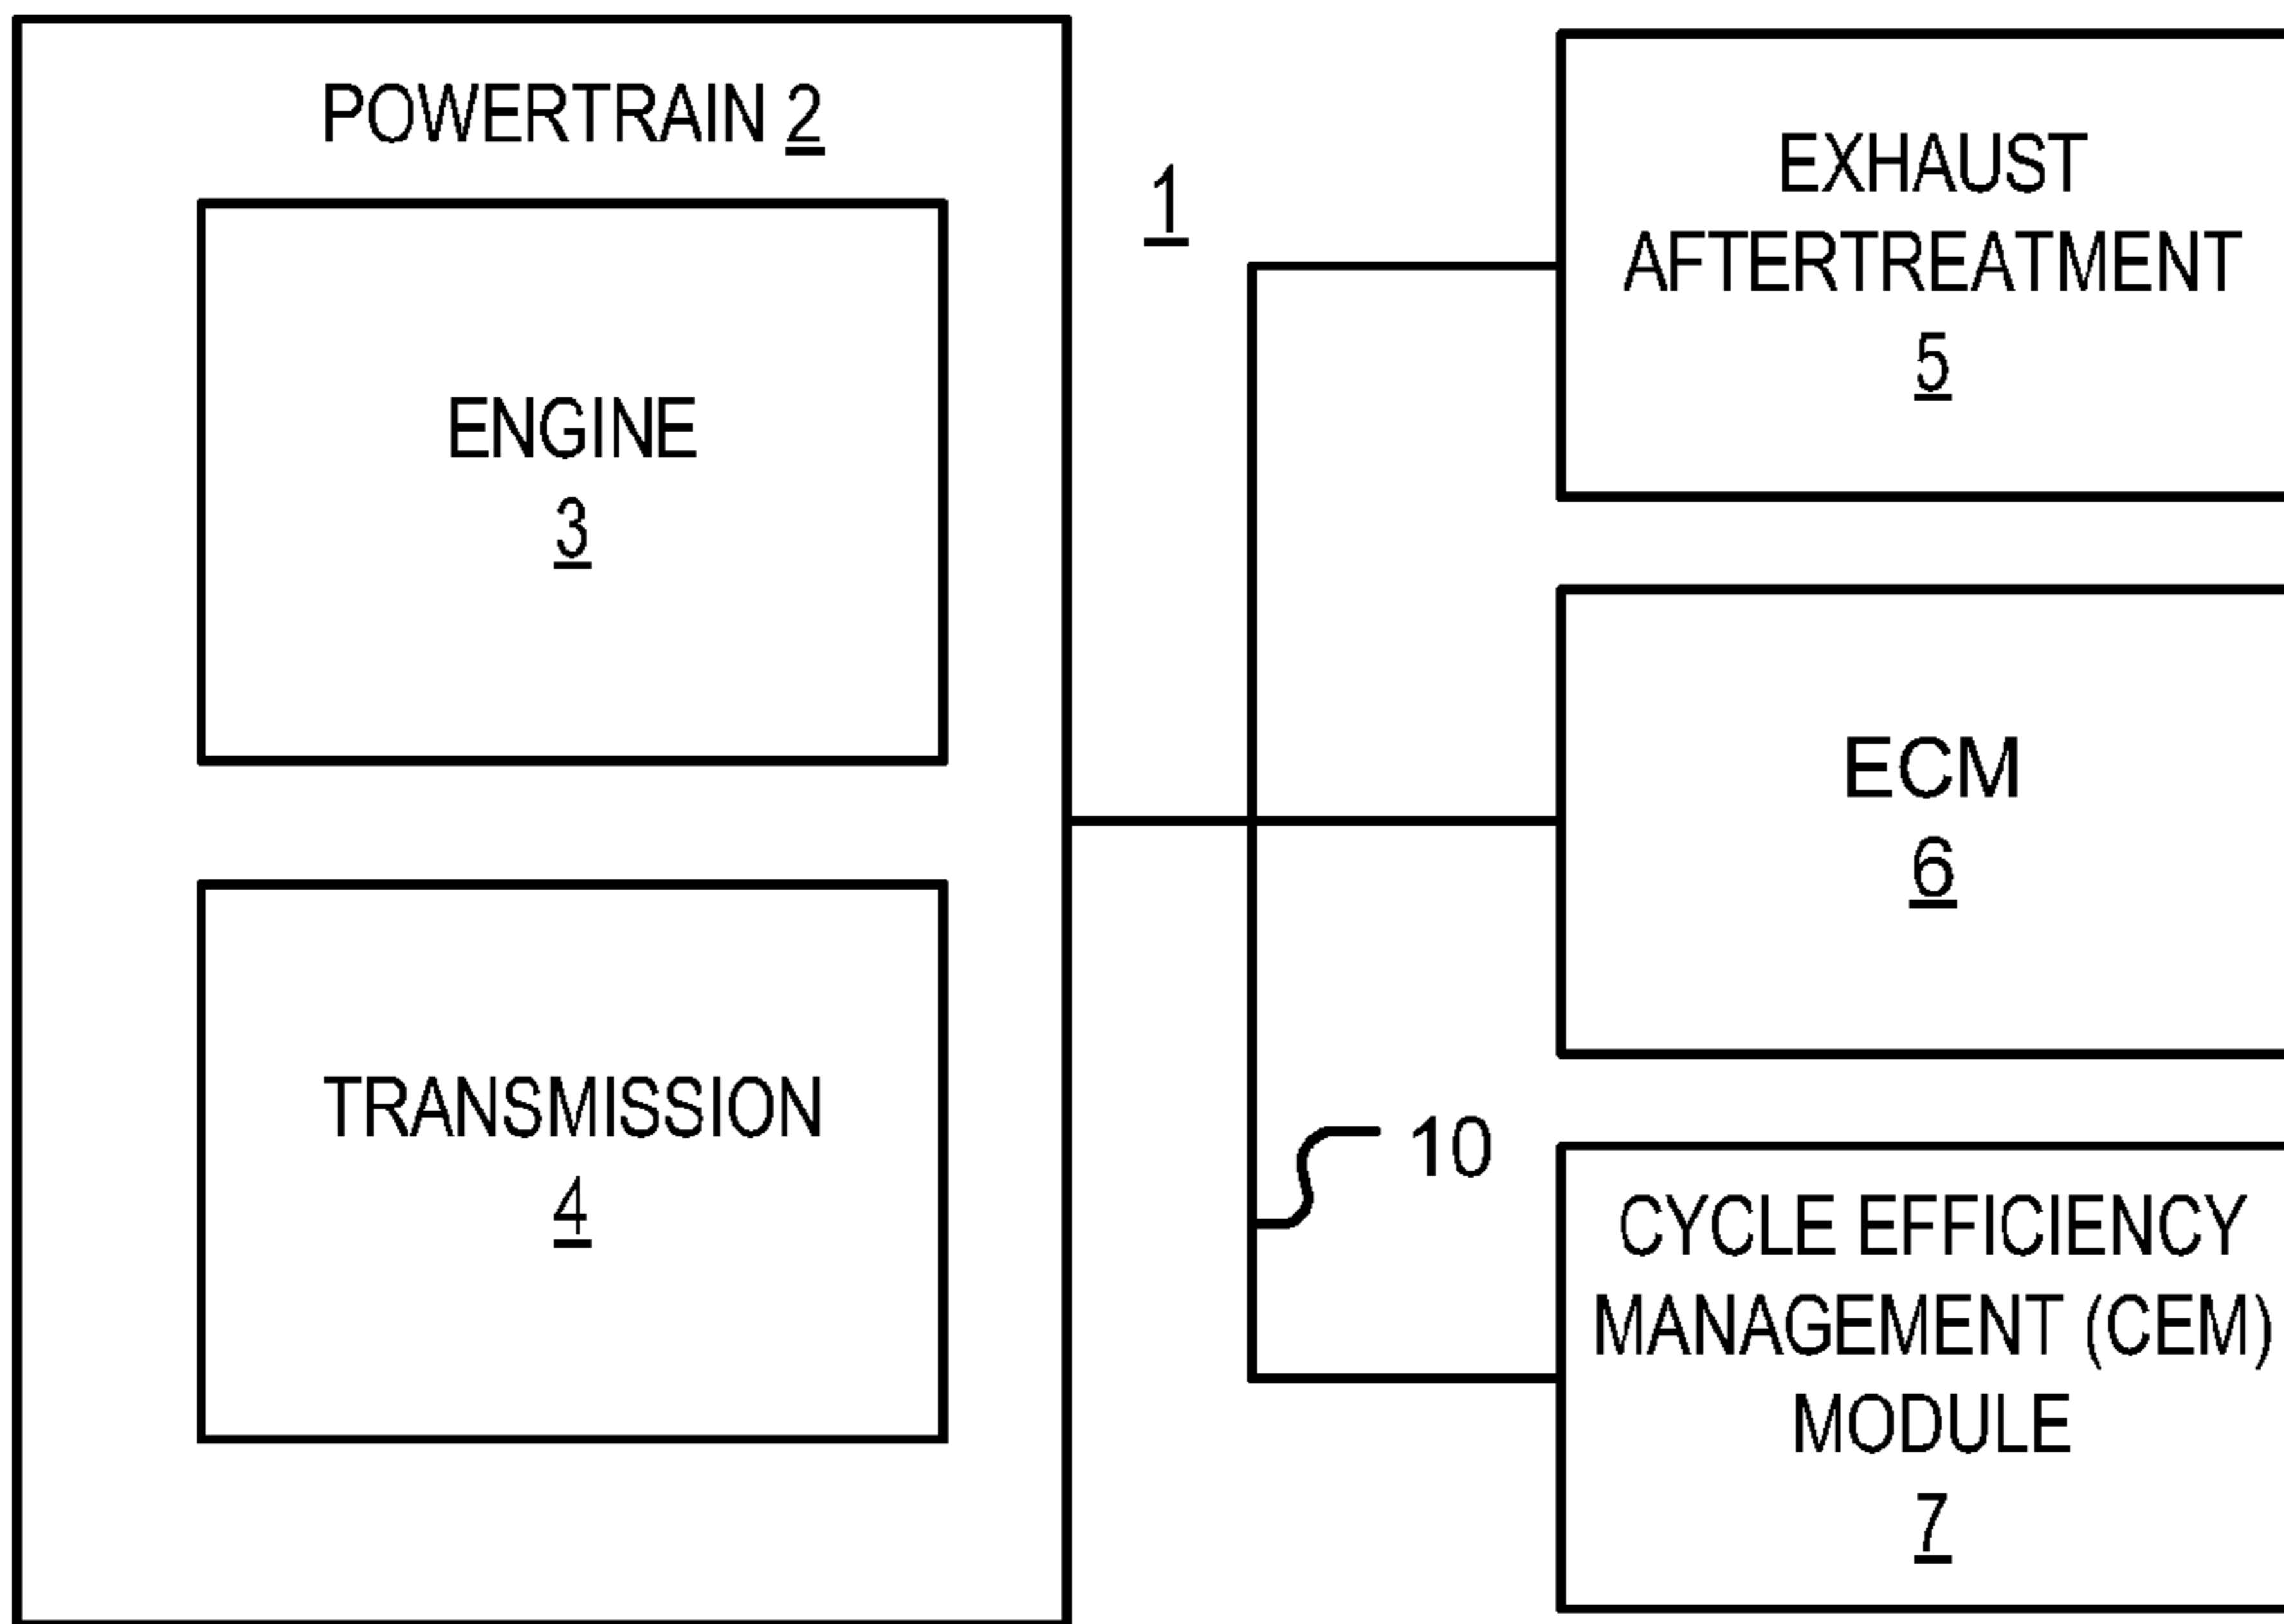 POWERTRAIN 2
ENGINE
3
TRANSMISSION
4
1
10
EXHAUST
AFTERTREATMENT
5
ECM
6
CYCLE EFFICIENCY
MANAGEMENT (CEM)
MODULE
7